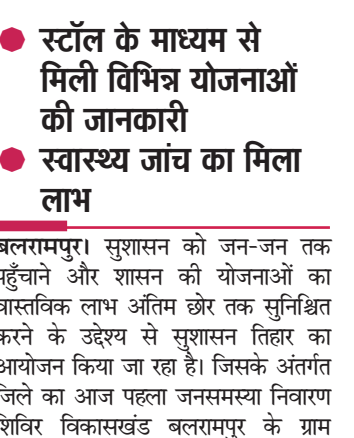 ● स्टॉल के माध्यम से
मिली विभिन्न योजनाओं
की जानकारी
● स्वास्थ्य जांच का मिला
लाभ
बलरामपुर। सुशासन को जन-जन तक
पहुँचाने और शासन की योजनाओं का
वास्तविक लाभ अंतिम छोर तक सुनिश्चित
करने के उद्देश्य से सुशासन तिहार का
आयोजन किया जा रहा है। जिसके अंतर्गत
जिले का आज पहला जनसमस्या निवारण
शिविर विकासखंड बलरामपुर के ग्राम